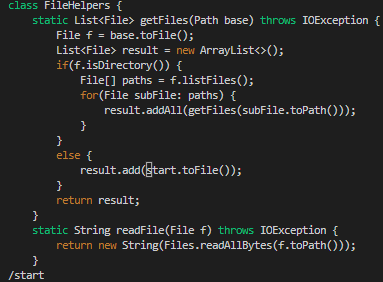 class FileHelpers {
    static List<File> getFiles(Path base) throws IOException {
        File f = base.toFile();
        List<File> result = new ArrayList<>();
        if(f.isDirectory()) {
            File[] paths = f.listFiles();
            for(File subFile: paths) {
                result.addAll(getFiles(subFile.toPath()));
            }
        }
        else {
            result.add(start.toFile());
        }
        return result;
    }
    static String readFile(File f) throws IOException {
        return new String(Files.readAllBytes(f.toPath()));
    }
/start